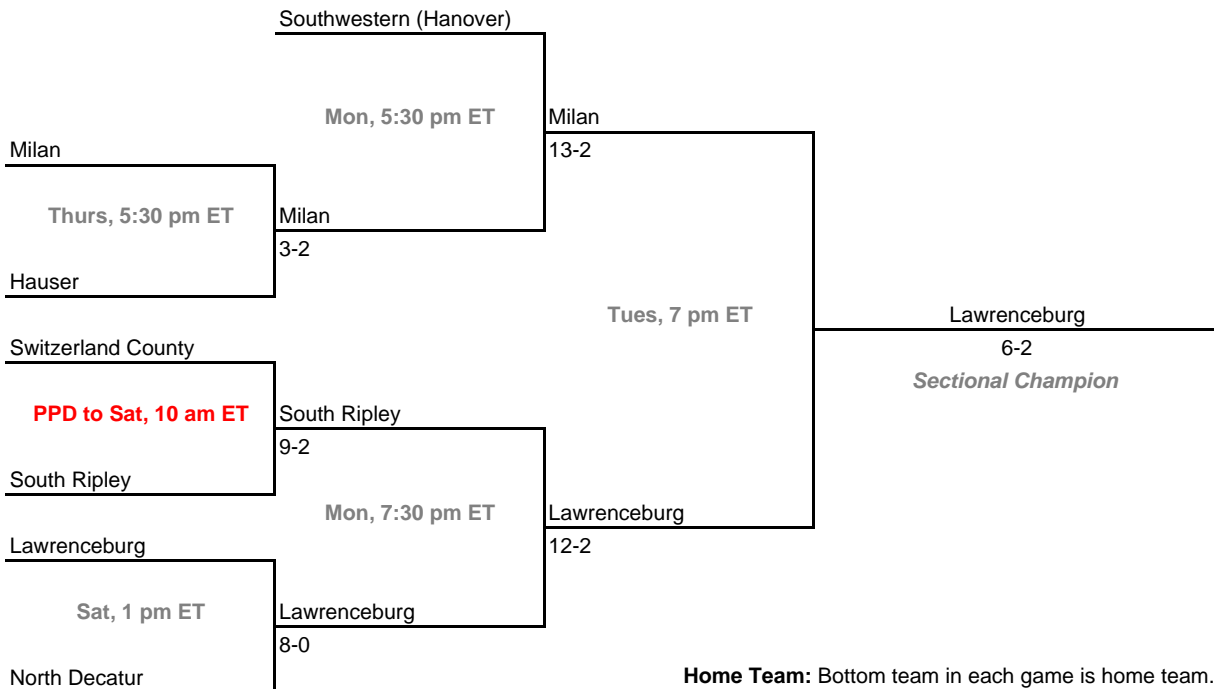 Southwestern (Hanover)
Mon, 5:30 pm ET
Milan
13-2
Milan
Thurs, 5:30 pm ET
Milan
3-2
Hauser
Tues, 7 pm ET
Lawrenceburg
6-2
Sectional Champion
Switzerland County
PPD to Sat, 10 am ET
South Ripley
9-2
South Ripley
Mon, 7:30 pm ET
Lawrenceburg
12-2
Lawrenceburg
Sat, 1 pm ET
Lawrenceburg
8-0
North Decatur
Home Team: Bottom team in each game is home team.